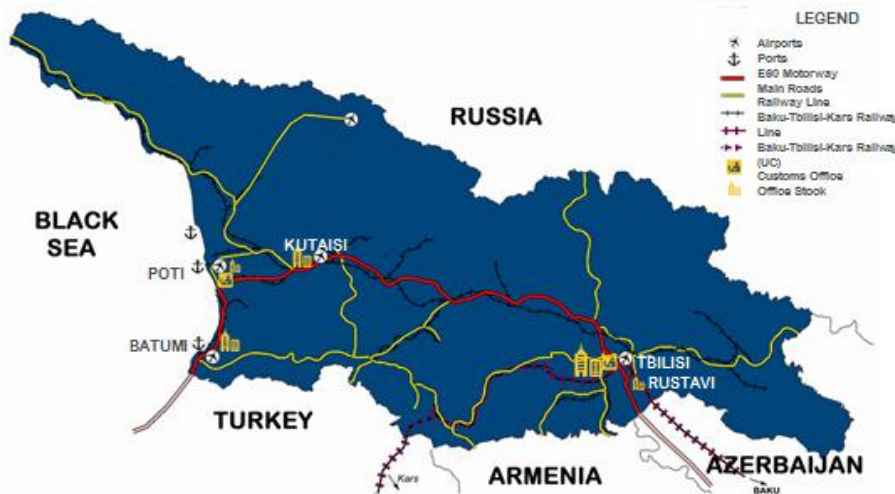 LEGEND
Airports
Ports
E60 Motorway
Main Roads
Railway Line
Baku-Tbilisi-Kars Railway
Line
Baku-Tbilisi-Kars Railway
(UC)
Customs Office
Office Stook
RUSSIA
BLACK
SEA
KUTAISI
POTI
BATUMI
TBILISI
RUSTAVI
TURKEY
ARMENIA
AZERBAIJAN
Kars
BAKU